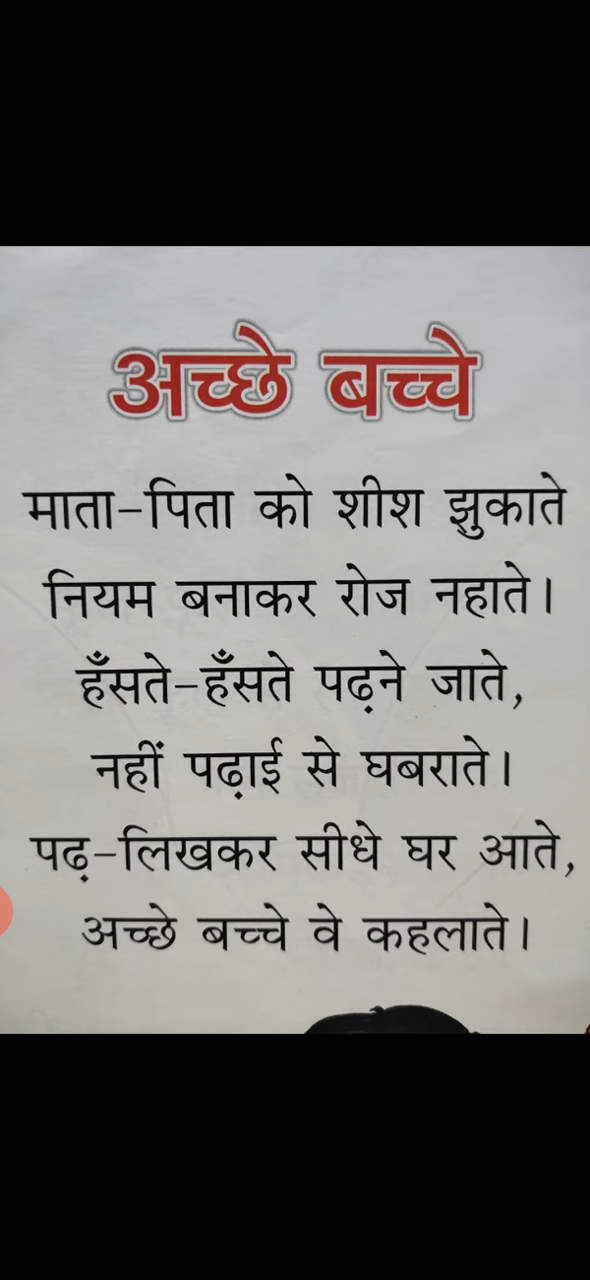 अच्छे बच्चे
माता-पिता को शीश झुकाते
नियम बनाकर रोज नहाते।
हँसते-हँसते पढ़ने जाते,
नहीं पढ़ाई से घबराते।
पढ़-लिखकर सीधे घर आते,
अच्छे बच्चे वे कहलाते।